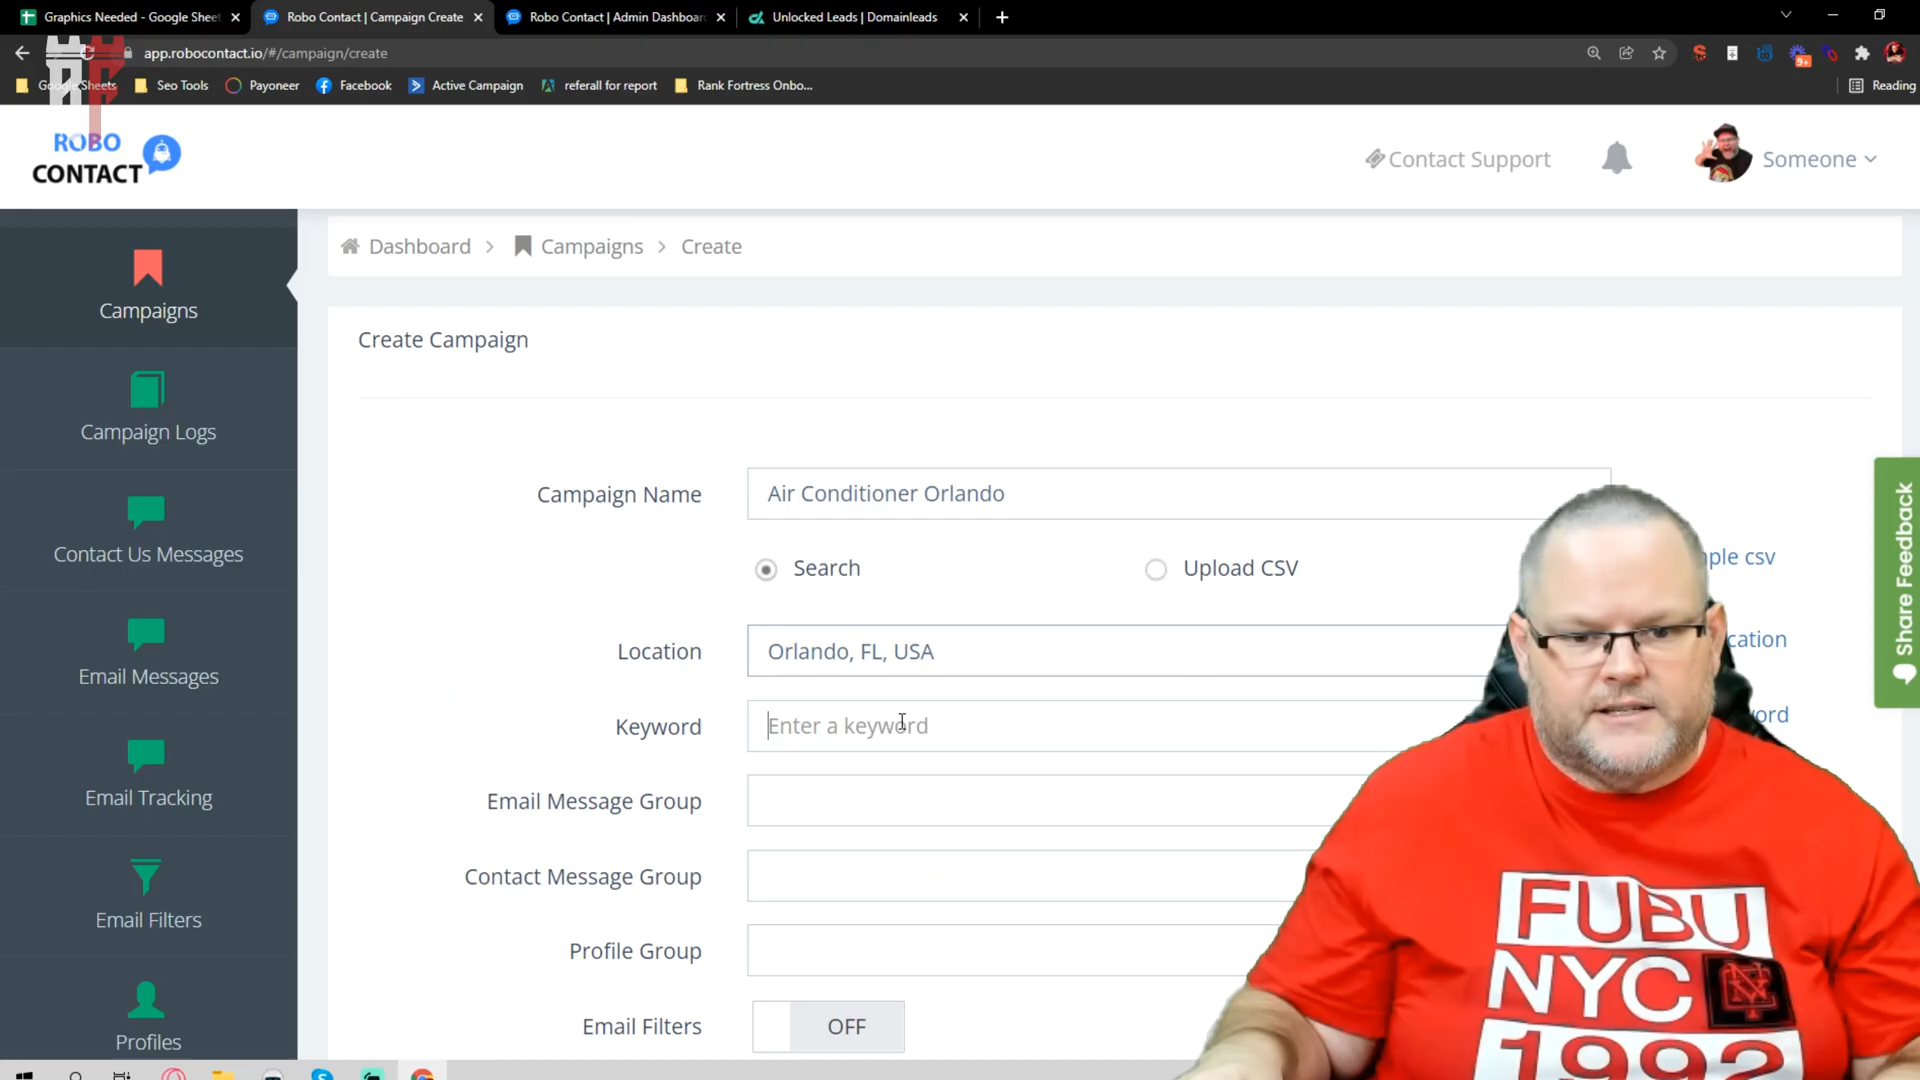 Graphics Needed - Google Sheet
Robo Contact | Campaign Create
Robo Contact | Admin Dashboar
Unlocked Leads | Domainleads
app.robocontact.io/#/campaign/create
9+
Google Sheets
Seo Tools
Payoneer
Facebook
Active Campaign
referall for report
Rank Fortress Onbo...
Reading
ROBO
CONTACT
Contact Support
Someone
Campaigns
Campaign Logs
Contact Us Messages
Email Messages
Email Tracking
Email Filters
Profiles
Dashboard > Campaigns > Create
Create Campaign
Campaign Name
Air Conditioner Orlando
Search
Upload CSV
ple csv
Location
Orlando, FL, USA
cation
Keyword
Enter a keyword
ord
Email Message Group
Contact Message Group
Profile Group
Email Filters
OFF
Share Feedback
FUBU
NYC
1992